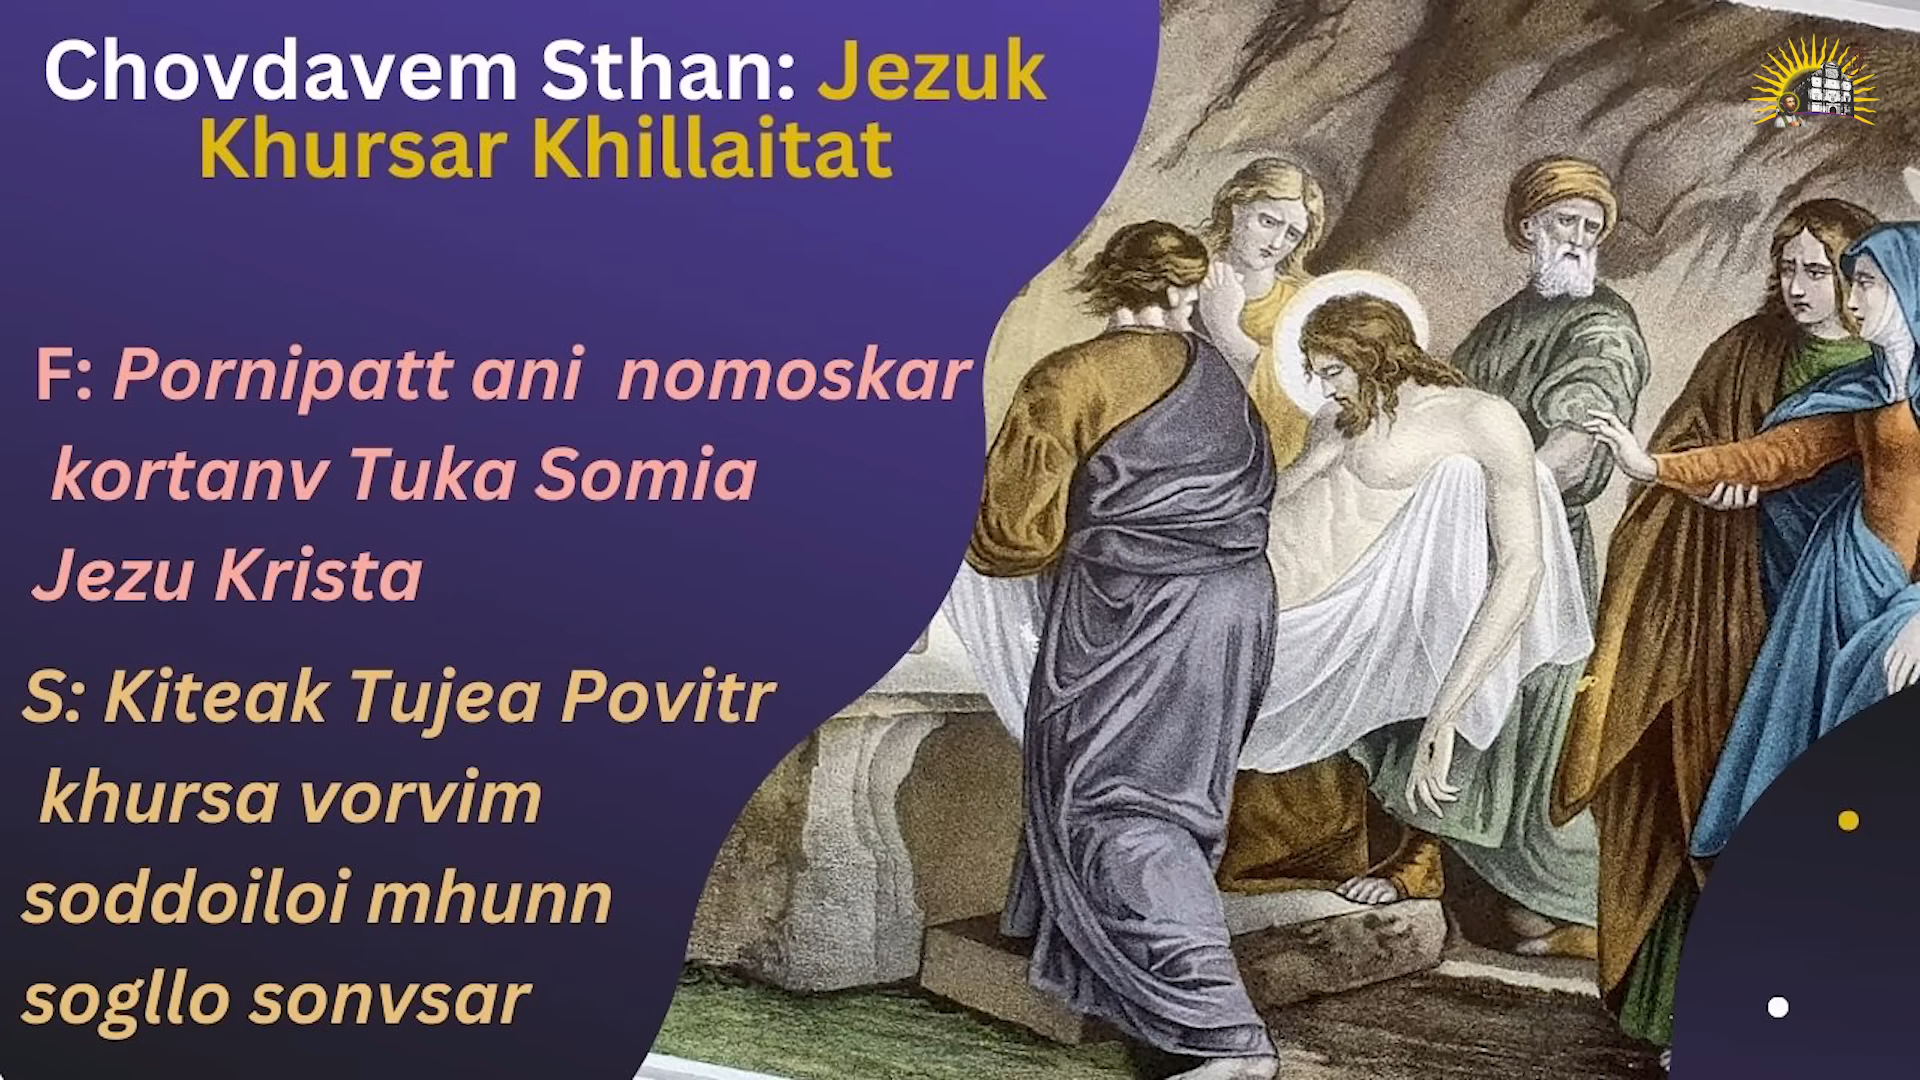 Chovdavem Sthan: Jezuk
Khursar Khillaitat
F: Pornipatt ani nomoskar
kortanv Tuka Somia
Jezu Krista
S: Kiteak Tujea Povitr
khursa vorvim
soddoiloi mhunn
sogllo sonvsar